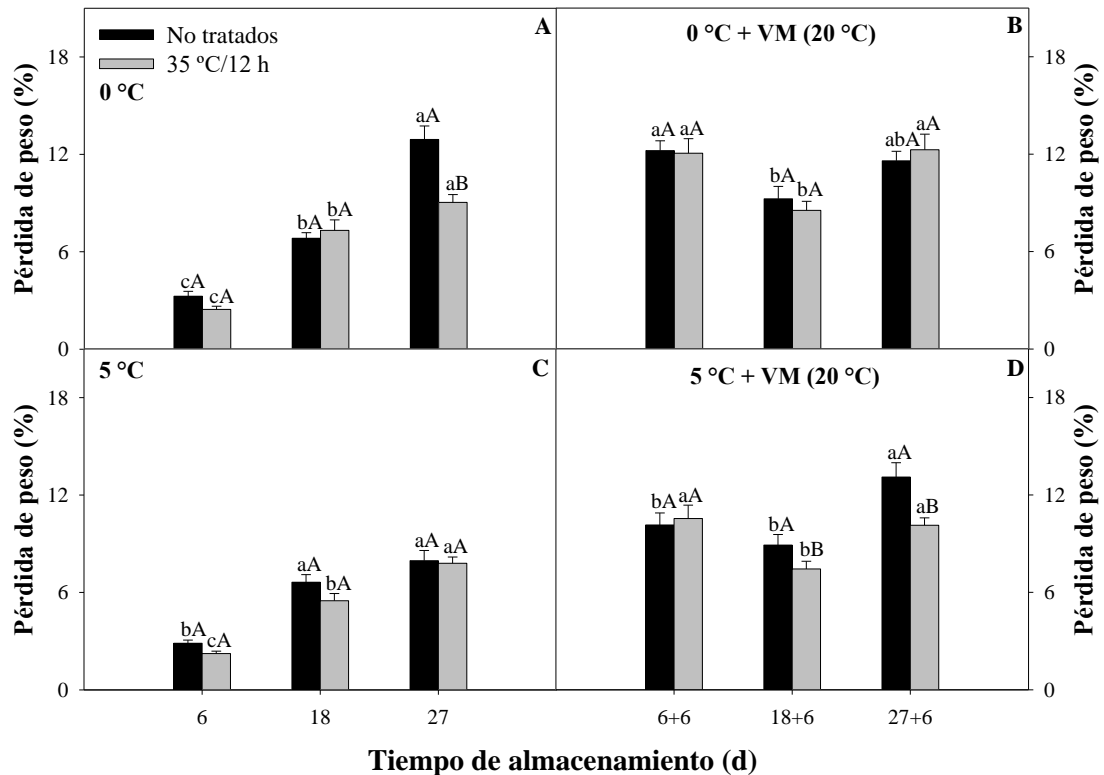 No tratados
35 ºC/12 h
0 °C
A
0 °C + VM (20 °C)
B
Pérdida de peso (%)
18
12
6
0
cA cA
bA bA
aA
aB
aA aA
bA bA
abA aA
18
12
6
0
Pérdida de peso (%)
5 °C
C
5 °C + VM (20 °C)
D
Pérdida de peso (%)
18
12
6
0
bA cA
aA bA
aA aA
bA aA
bA bB
aA
aB
18
12
6
0
Pérdida de peso (%)
6 18 27 6+6 18+6 27+6
Tiempo de almacenamiento (d)